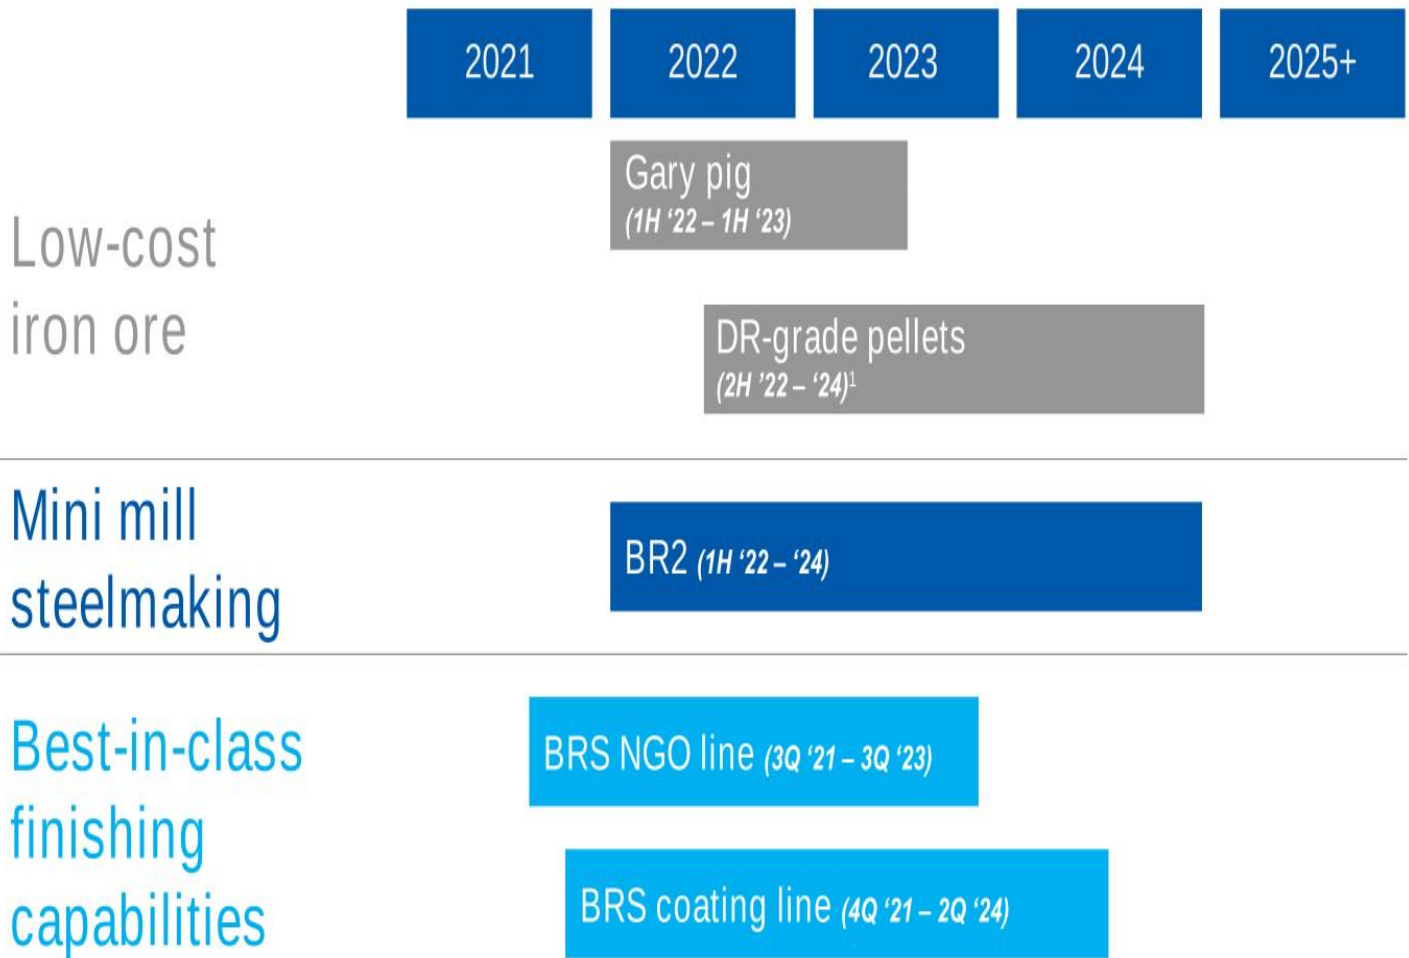 2021 2022 2023 2024 2025+
Low-cost
iron ore
Gary pig
(1H ‘22 – 1H ‘23)
DR-grade pellets
(2H ’22 – ‘24)¹
Mini mill
steelmaking
BR2 (1H ‘22 – ‘24)
Best-in-class
finishing
capabilities
BRS NGO line (3Q ‘21 – 3Q ‘23)
BRS coating line (4Q ‘21 – 2Q ‘24)